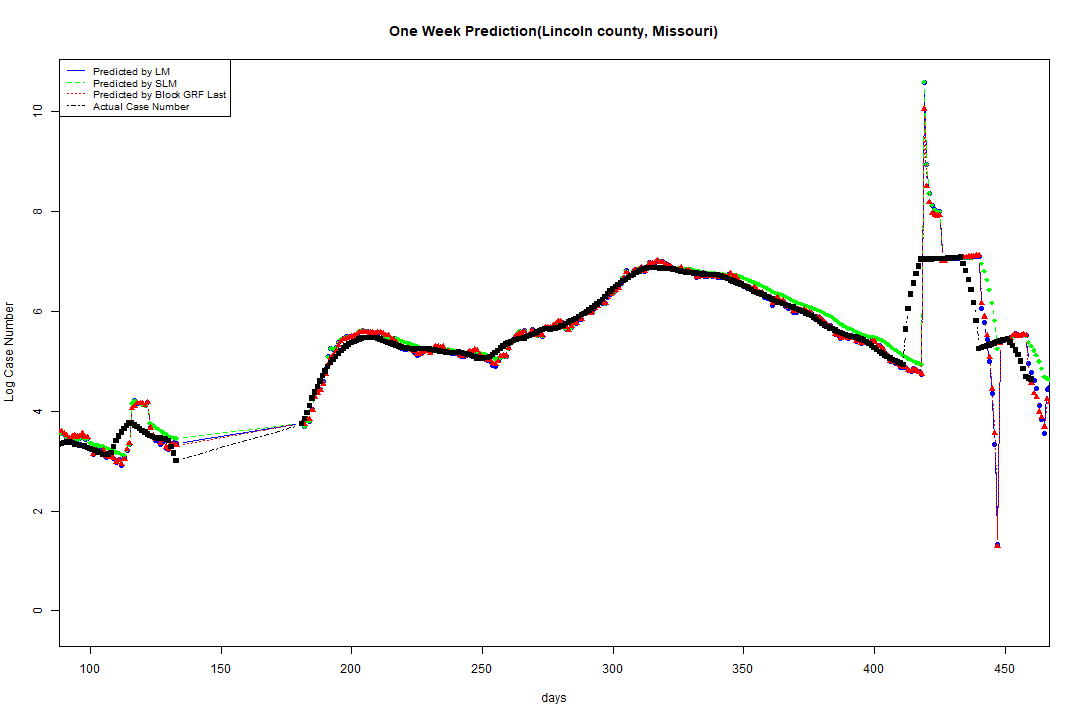 One Week Prediction(Lincoln county, Missouri)
Predicted by LM
Predicted by SLM
Predicted by Block GRF Last
Actual Case Number
Log Case Number
10
8
6
4
2
0
100 150 200 250 300 350 400 450
days